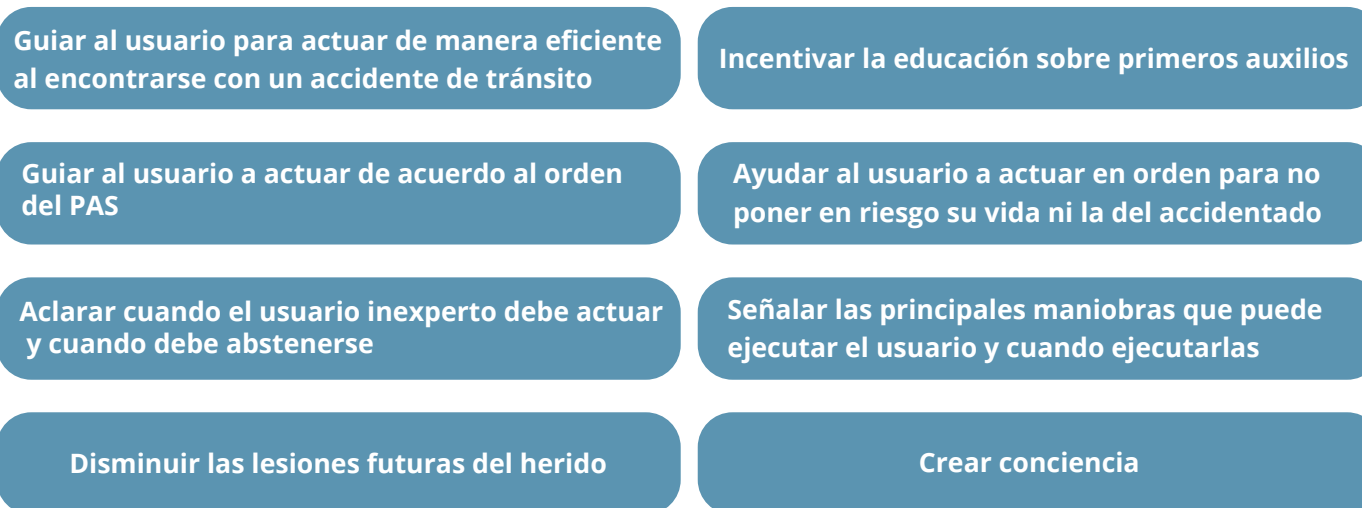 Guiar al usuario para actuar de manera eficiente
al encontrarse con un accidente de tránsito
Incentivar la educación sobre primeros auxilios
Guiar al usuario a actuar de acuerdo al orden
del PAS
Ayudar al usuario a actuar en orden para no
poner en riesgo su vida ni la del accidentado
Aclarar cuando el usuario inexperto debe actuar
y cuando debe abstenerse
Señalar las principales maniobras que puede
ejecutar el usuario y cuando ejecutarlas
Disminuir las lesiones futuras del herido
Crear conciencia